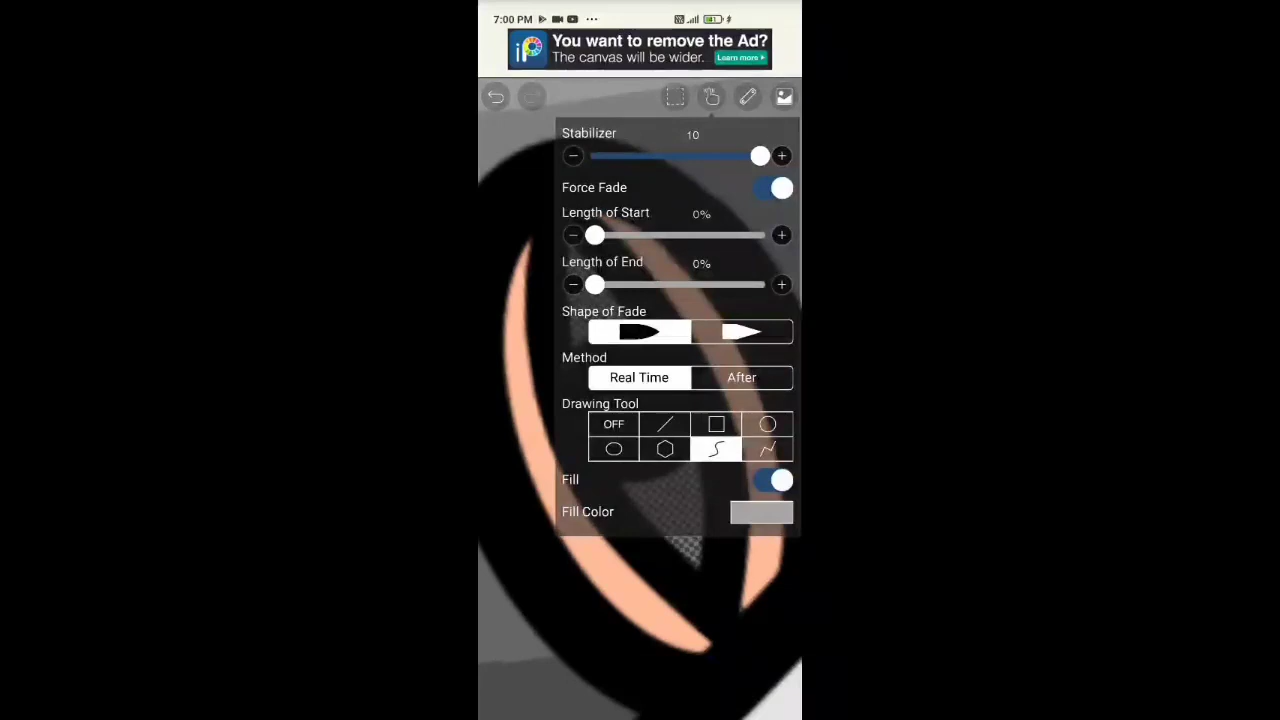 7:00 PM
You want to remove the Ad?
The canvas will be wider. Learn more
Stabilizer 10
Force Fade
Length of Start 0%
Length of End 0%
Shape of Fade
Method
Real Time After
Drawing Tool
OFF
Fill
Fill Color